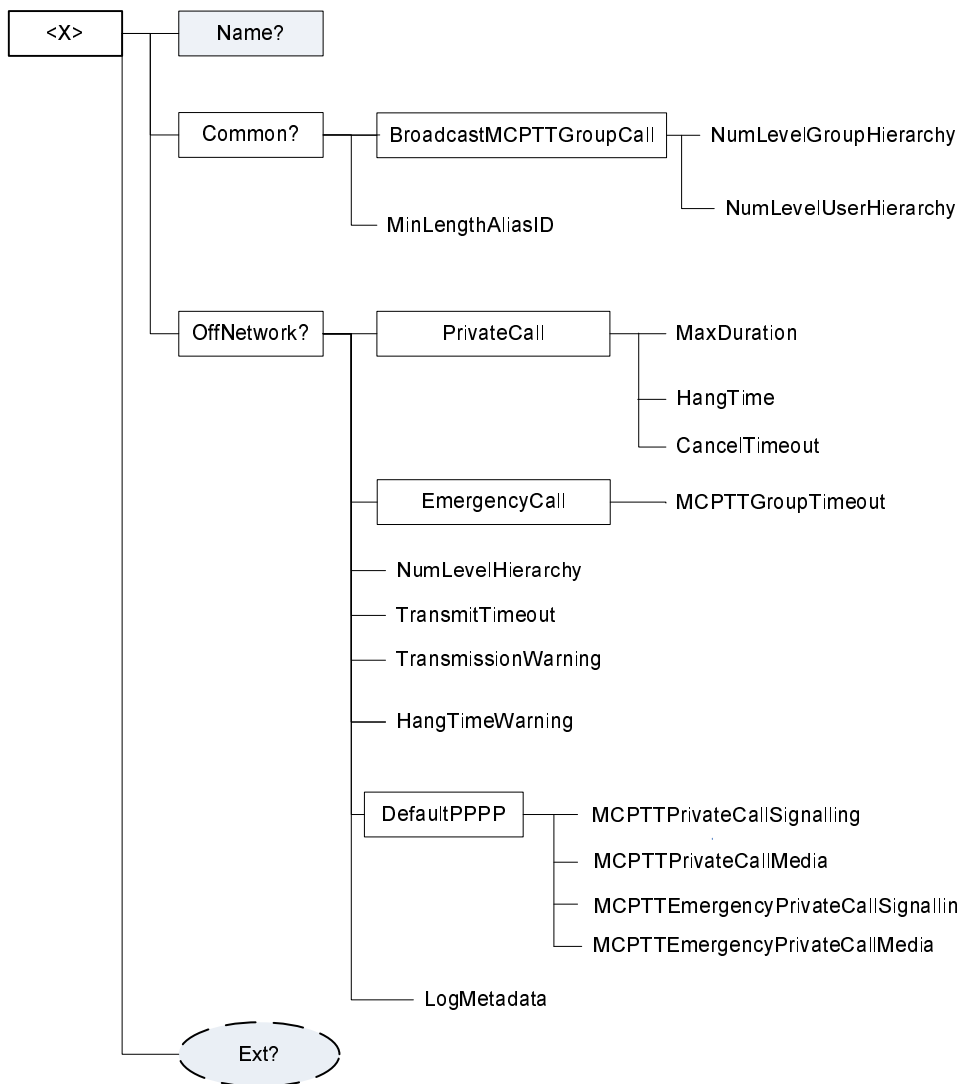 <X>
Name?
Common?
BroadcastMCPTTGroupCall
NumLevelGroupHierarchy
NumLevelUserHierarchy
MinLengthAliasID
OffNetwork?
PrivateCall
MaxDuration
HangTime
CancelTimeout
EmergencyCall
MCPTTGroupTimeout
NumLevelHierarchy
TransmitTimeout
TransmissionWarning
HangTimeWarning
DefaultPPPP
MCPTTPrivateCallSignalling
MCPTTPrivateCallMedia
MCPTTEmergencyPrivateCallSignallin
MCPTTEmergencyPrivateCallMedia
LogMetadata
Ext?